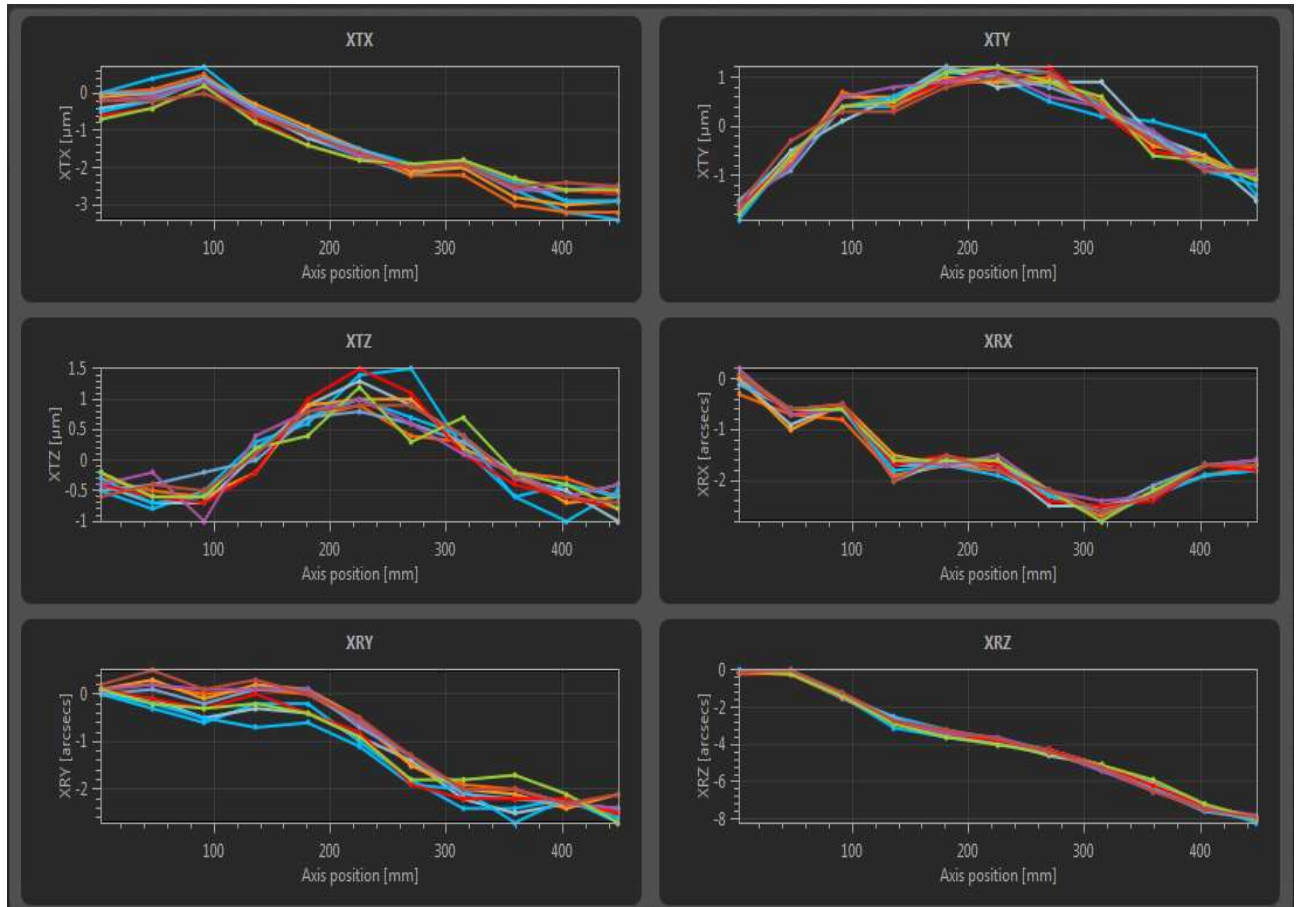 XTX
XTX [µm]
0
-1
-2
-3
100
200
300
400
Axis position [mm]
XTY
XTY [µm]
1
0
-1
100
200
300
400
Axis position [mm]
XTZ
XTZ [µm]
1.5
1
0.5
0
-0.5
-1
100
200
300
400
Axis position [mm]
XRX
XRX [arcsecs]
0
-1
-2
100
200
300
400
Axis position [mm]
XRY
XRY [arcsecs]
0
-1
-2
100
200
300
400
Axis position [mm]
XRZ
XRZ [arcsecs]
0
-2
-4
-6
-8
100
200
300
400
Axis position [mm]